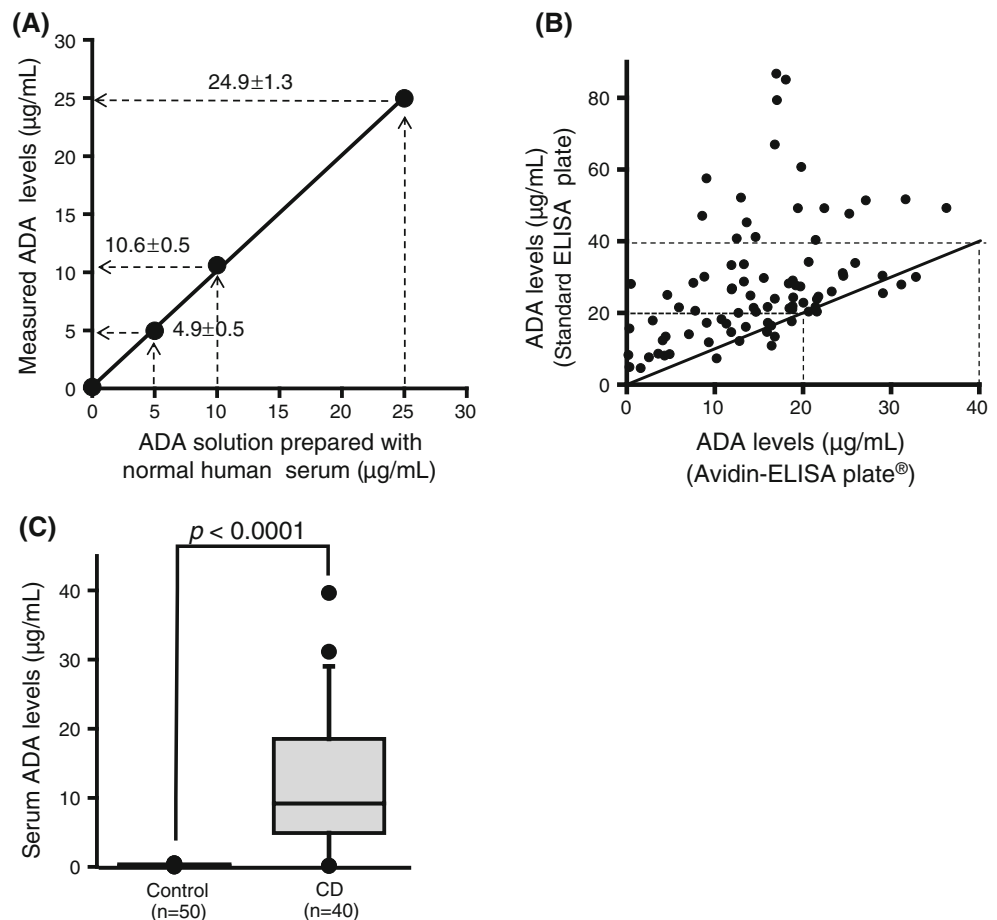 (A)
Measured ADA levels (µg/mL)
30
25
20
15
10
5
0
24.9±1.3
10.6±0.5
4.9±0.5
0 5 10 15 20 25 30
ADA solution prepared with
normal human serum (µg/mL)
(B)
ADA levels (µg/mL)
(Standard ELISA plate)
80
60
40
20
0
0 10 20 30 40
ADA levels (µg/mL)
(Avidin-ELISA plate®)
(C)
p < 0.0001
Serum ADA levels (µg/mL)
40
30
20
10
0
Control
(n=50)
CD
(n=40)